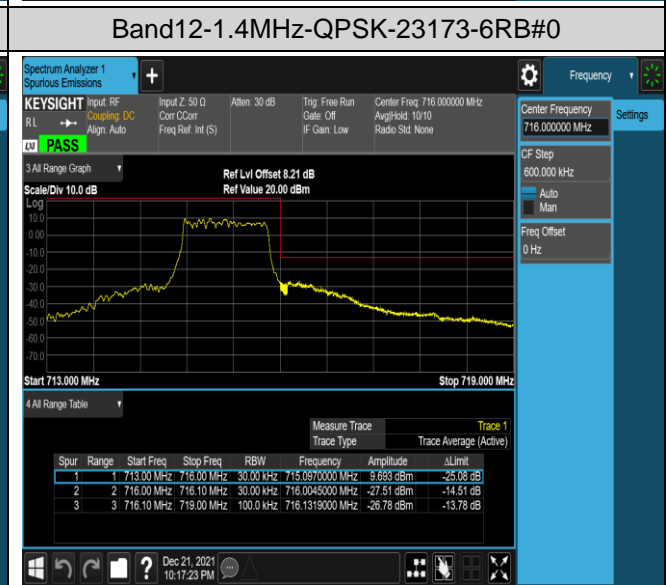 Band12-1.4MHz-QPSK-23173-6RB#0
Spectrum Analyzer 1
Spurious Emissions
+
Frequency
KEYSIGHT
RL
LXI
PASS
Input: RF
Coupling: DC
Align: Auto
Input Z: 50 Ω
Corr CCorr
Freq Ref: Int (S)
Atten: 30 dB
Trig: Free Run
Gate: Off
IF Gain: Low
Center Freq: 716.000000 MHz
Avg|Hold: 10/10
Radio Std: None
Center Frequency
716.000000 MHz
Settings
CF Step
600.000 kHz
Auto
Man
Freq Offset
0 Hz
3 All Range Graph
Ref Lvl Offset 8.21 dB
Scale/Div 10.0 dB
Ref Value 20.00 dBm
Log
10.0
0.00
-10.0
-20.0
-30.0
-40.0
-50.0
-60.0
-70.0
Start 713.000 MHz
Stop 719.000 MHz
4 All Range Table
Measure Trace Trace 1
Trace Type Trace Average (Active)
Spur Range Start Freq Stop Freq RBW Frequency Amplitude ΔLimit
1 1 713.00 MHz 716.00 MHz 30.00 kHz 715.0970000 MHz 9.693 dBm -25.08 dB
2 2 716.00 MHz 716.10 MHz 30.00 kHz 716.0045000 MHz -27.51 dBm -14.51 dB
3 3 716.10 MHz 719.00 MHz 100.0 kHz 716.1319000 MHz -26.78 dBm -13.78 dB
?
Dec 21, 2021
10:17:23 PM